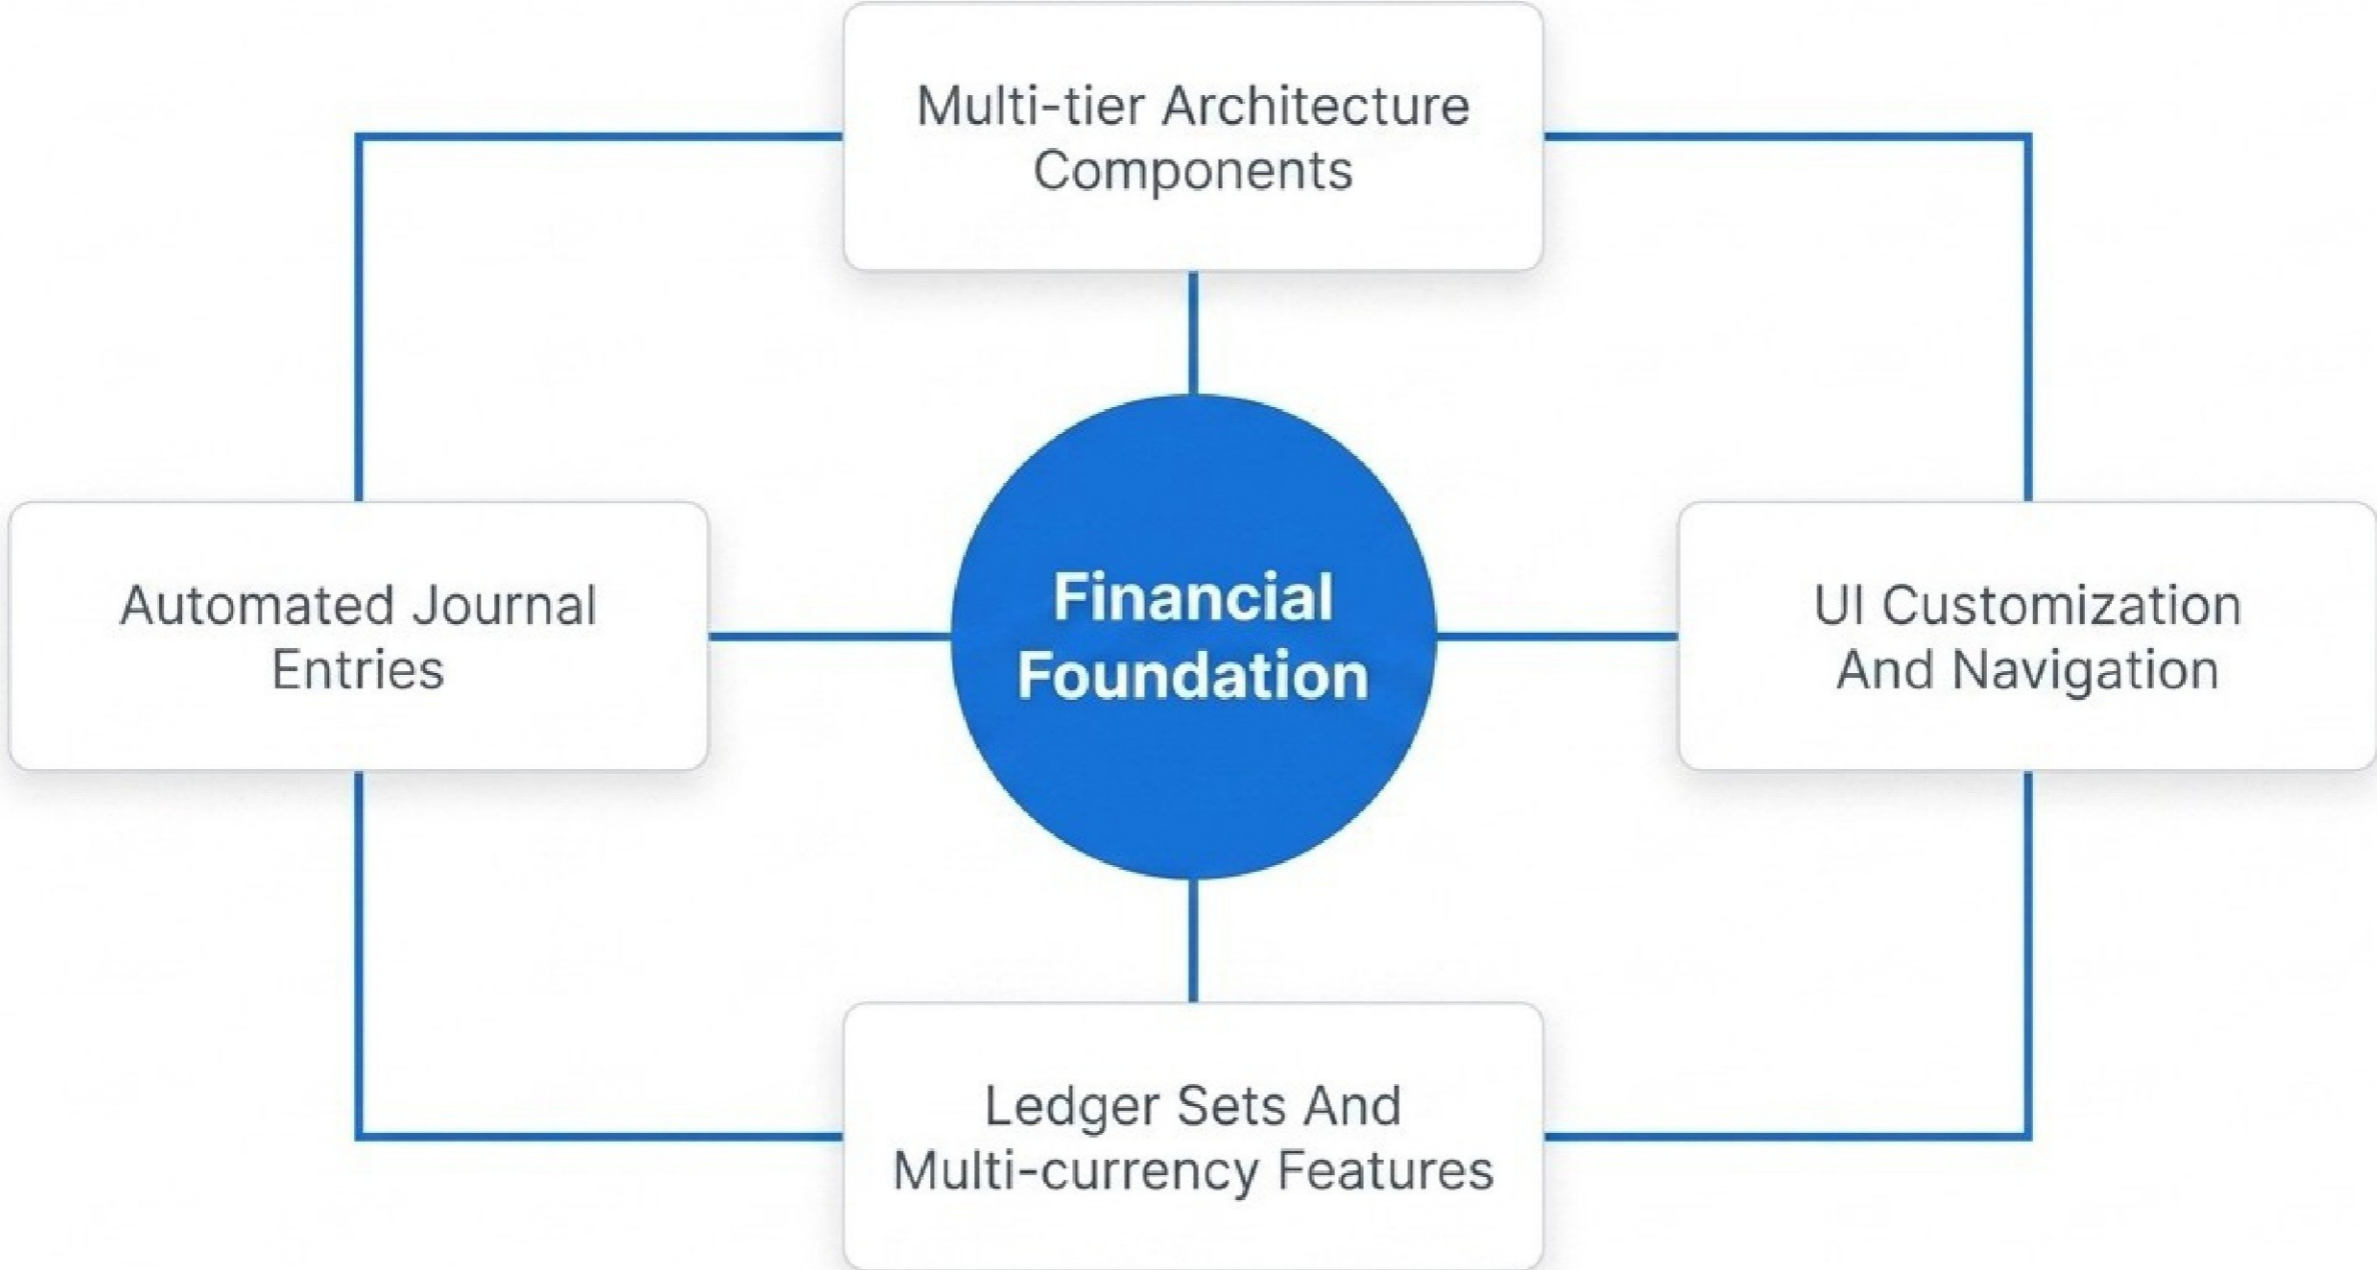 Multi-tier Architecture
Components
Automated Journal
Entries
Financial
Foundation
UI Customization
And Navigation
Ledger Sets And
Multi-currency Features